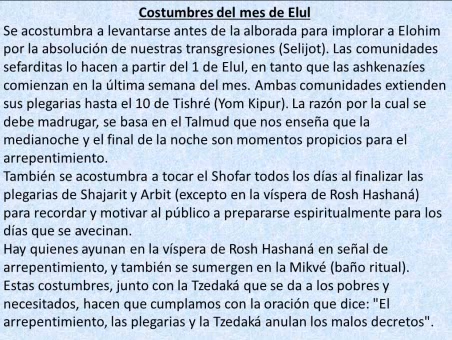 Costumbres del mes de Elul
Se acostumbra a levantarse antes de la alborada para implorar a Elohim
por la absolución de nuestras transgresiones (Selijot). Las comunidades
sefarditas lo hacen a partir del 1 de Elul, en tanto que las ashkenazíes
comienzan en la última semana del mes. Ambas comunidades extienden
sus plegarias hasta el 10 de Tishré (Yom Kipur). La razón por la cual se
debe madrugar, se basa en el Talmud que nos enseña que la
medianoche y el final de la noche son momentos propicios para el
arrepentimiento.
También se acostumbra a tocar el Shofar todos los días al finalizar las
plegarias de Shajarit y Arbit (excepto en la víspera de Rosh Hashaná)
para recordar y motivar al público a prepararse espiritualmente para los
días que se avecinan.
Hay quienes ayunan en la víspera de Rosh Hashaná en señal de
arrepentimiento, y también se sumergen en la Mikvé (baño ritual).
Estas costumbres, junto con la Tzedaká que se da a los pobres y
necesitados, hacen que cumplamos con la oración que dice: "El
arrepentimiento, las plegarias y la Tzedaká anulan los malos decretos".